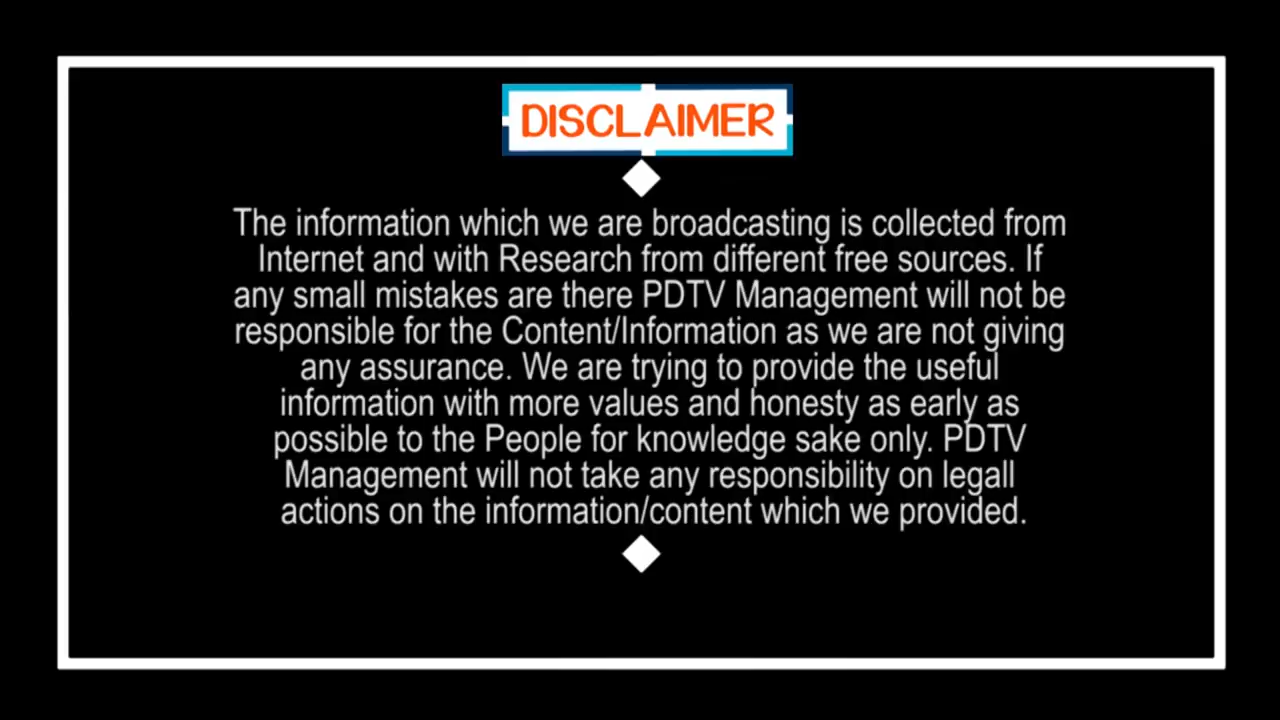 DISCLAIMER
The information which we are broadcasting is collected from
Internet and with Research from different free sources. If
any small mistakes are there PDTV Management will not be
responsible for the Content/Information as we are not giving
any assurance. We are trying to provide the useful
information with more values and honesty as early as
possible to the People for knowledge sake only. PDTV
Management will not take any responsibility on legall
actions on the information/content which we provided.